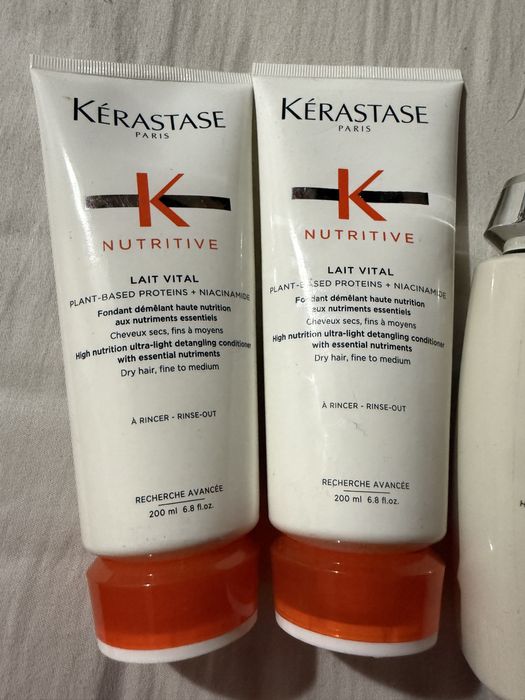 KÉRASTASE
PARIS
K
NUTRITIVE
LAIT VITAL
PLANT-BASED PROTEINS + NIACINAMIDE
Fondant démêlant haute nutrition
aux nutriments essentiels
Cheveux secs, fins à moyens
High nutrition ultra-light detangling conditioner
with essential nutriments
Dry hair, fine to medium
À RINCER - RINSE-OUT
RECHERCHE AVANCÉE
200 ml 6.8 fl.oz.
KÉRASTASE
PARIS
K
NUTRITIVE
LAIT VITAL
PLANT-BASED PROTEINS + NIACINAMIDE
Fondant démêlant haute nutrition
aux nutriments essentiels
Cheveux secs, fins à moyens
High nutrition ultra-light detangling conditioner
with essential nutriments
Dry hair, fine to medium
À RINCER - RINSE-OUT
RECHERCHE AVANCÉE
200 ml 6.8 fl.oz.